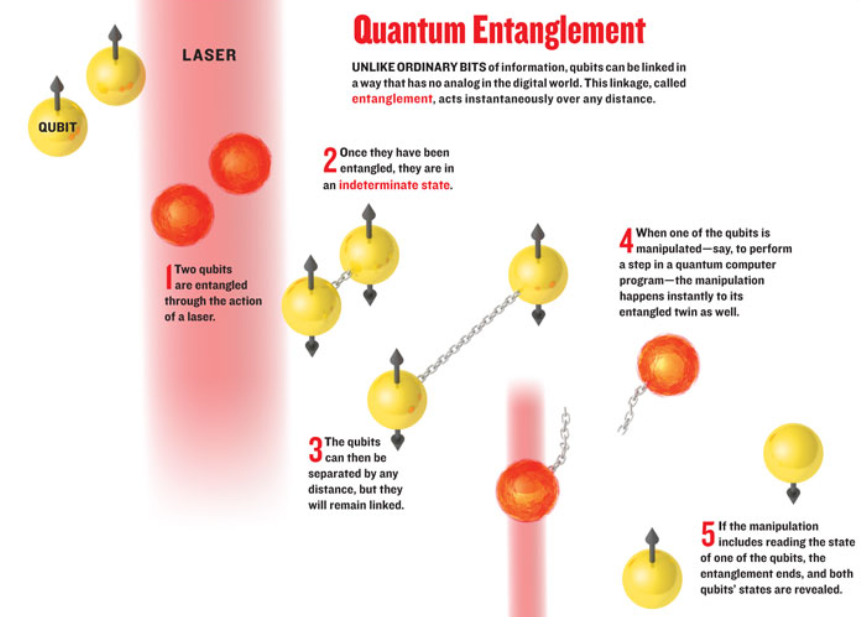 Quantum Entanglement
UNLIKE ORDINARY BITS of information, qubits can be linked in
a way that has no analog in the digital world. This linkage, called
entanglement, acts instantaneously over any distance.
LASER
QUBIT
1 Two qubits
are entangled
through the action
of a laser.
2 Once they have been
entangled, they are in
an indeterminate state.
3 The qubits
can then be
separated by any
distance, but they
will remain linked.
4 When one of the qubits is
manipulated—say, to perform
a step in a quantum computer
program—the manipulation
happens instantly to its
entangled twin as well.
5 If the manipulation
includes reading the state
of one of the qubits, the
entanglement ends, and both
qubits' states are revealed.